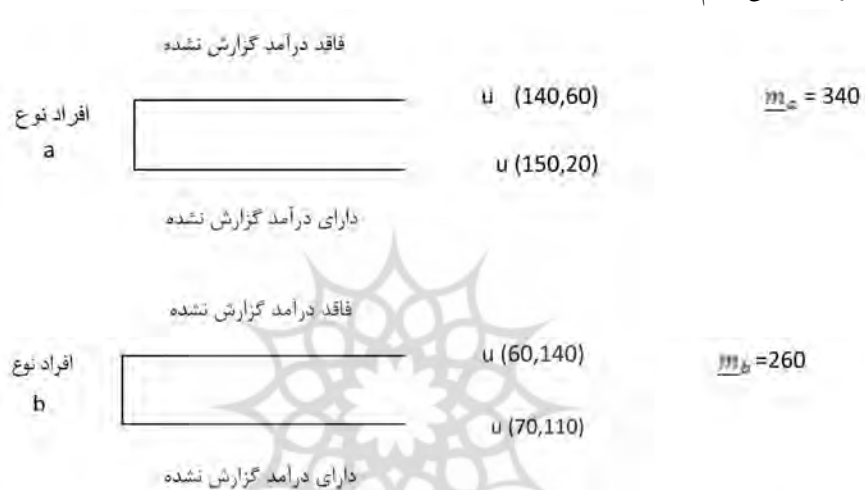 فاقد درآمد گزارش نشده
افراد نوع
a
u (140,60)
m_a = 340
u (150,20)
دارای درآمد گزارش نشده
فاقد درآمد گزارش نشده
افراد نوع
b
u (60,140)
m_b =260
u (70,110)
دارای درآمد گزارش نشده